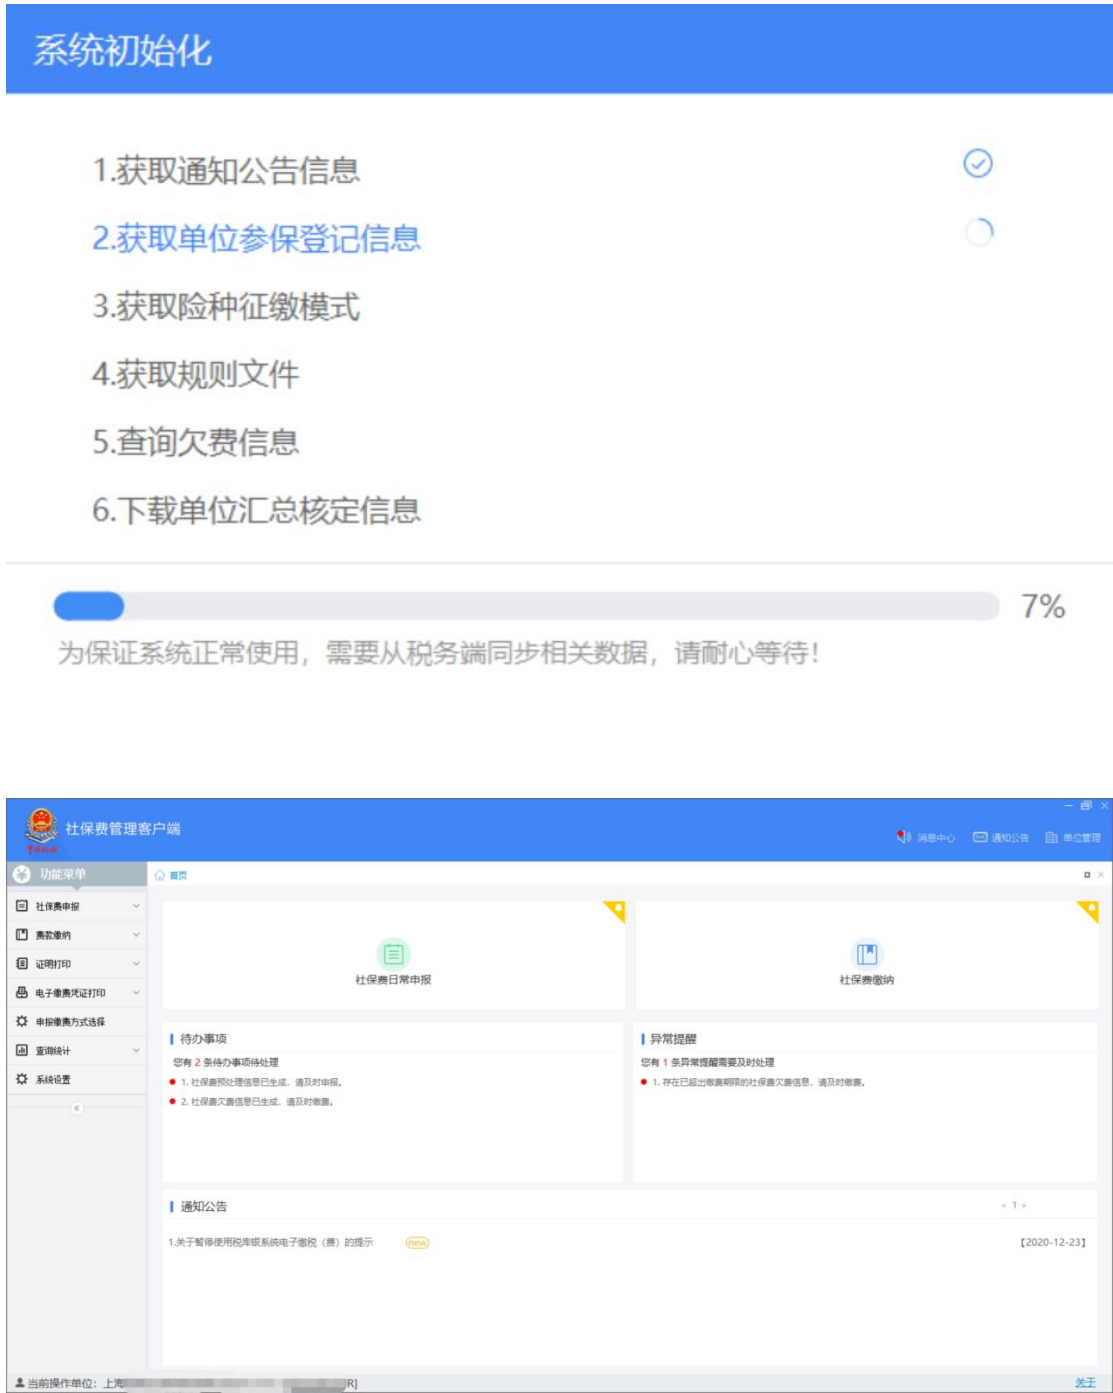 系统初始化
1.获取通知公告信息
2.获取单位参保登记信息
3.获取险种征缴模式
4.获取规则文件
5.查询欠费信息
6.下载单位汇总核定信息
7%
为保证系统正常使用，需要从税务端同步相关数据，请耐心等待！
社保费管理客户端
消息中心 通知公告 单位管理
功能菜单
首页
社保费申报
费款缴纳
证明打印
电子缴费凭证打印
申报缴费方式选择
查询统计
系统设置
社保费日常申报
社保费缴纳
待办事项
您有 2 条待办事项待处理
1. 社保费预处理信息已生成，请及时申报。
2. 社保费欠费信息已生成，请及时缴费。
异常提醒
您有 1 条异常提醒需要及时处理
1. 存在已超出缴费期限的社保费欠费信息，请及时缴费。
通知公告
< 1 >
1.关于暂停使用税库银系统电子缴税（费）的提示 new 【2020-12-23】
当前操作单位：上海
R]
关于